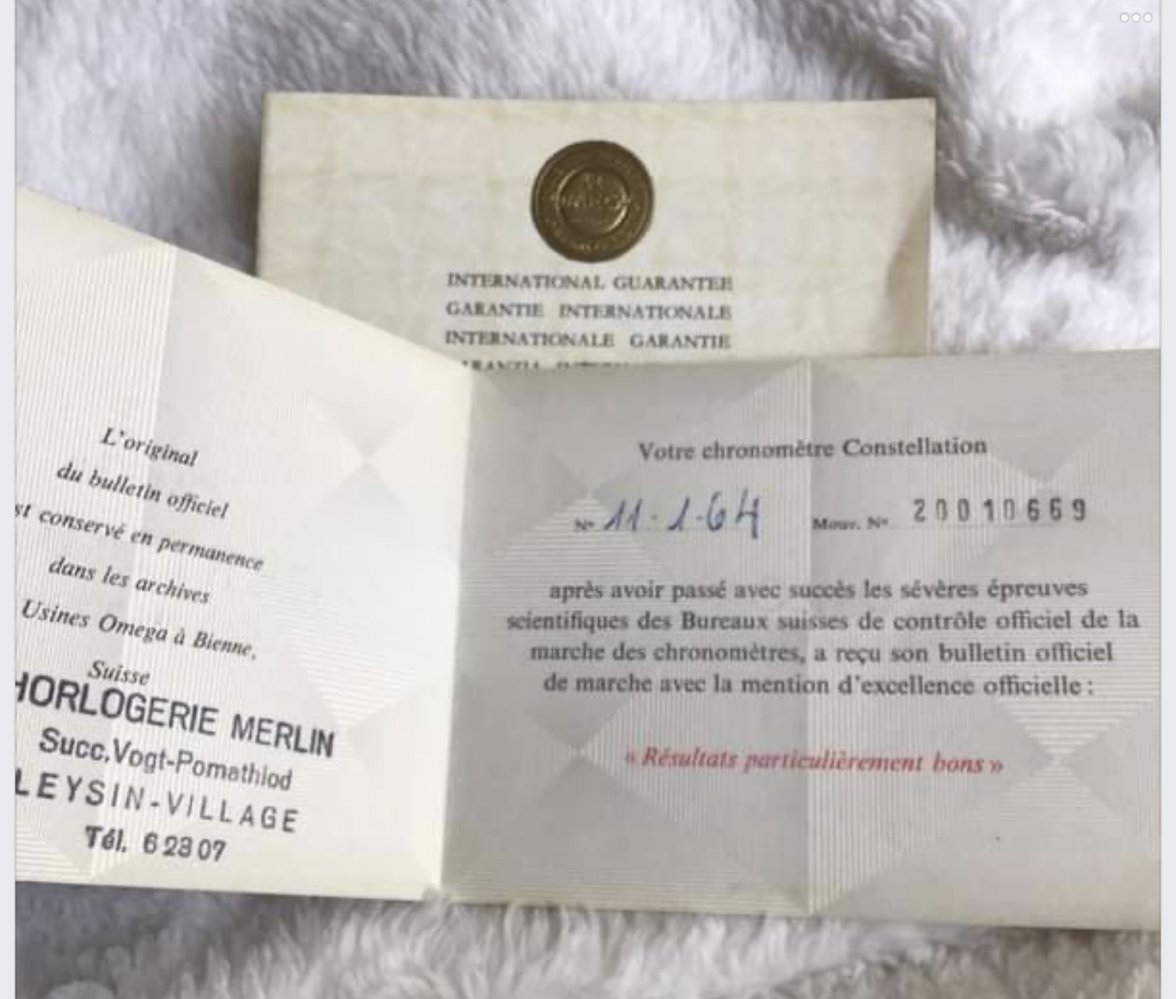 INTERNATIONAL GUARANTEE
GARANTIE INTERNATIONALE
INTERNATIONALE GARANTIE
L'original
du bulletin officiel
st conservé en permanence
dans les archives
Usines Omega à Bienne,
Suisse
HORLOGERIE MERLIN
Succ.Vogt-Pomathiod
LEYSIN-VILLAGE
Tél. 6 23 07
Votre chronomètre Constellation
N° 11.1.64 Mouv. N° 20010669
après avoir passé avec succès les sévères épreuves
scientifiques des Bureaux suisses de contrôle officiel de la
marche des chronomètres, a reçu son bulletin officiel
de marche avec la mention d'excellence officielle :
« Résultats particulièrement bons »